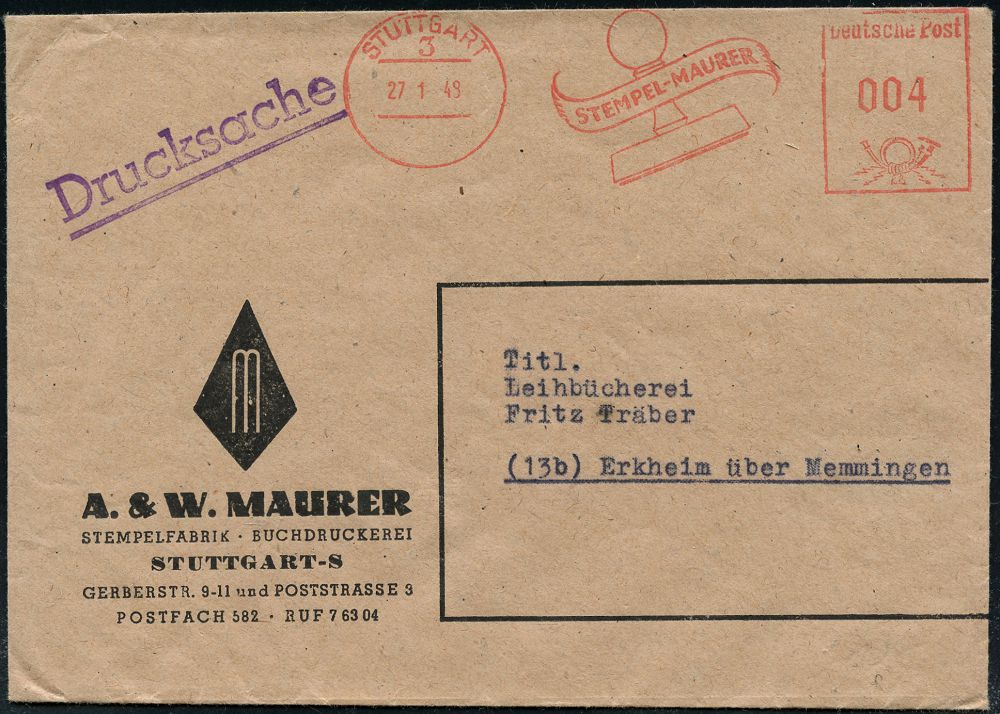 STUTTGART
3
27 1 49
STEMPEL-MAURER
Deutsche Post
004
Drucksache
Titl.
Leihbücherei
Fritz Träber
(13b) Erkheim über Memmingen
A. & W. MAURER
STEMPELFABRIK · BUCHDRUCKEREI
STUTTGART-S
GERBERSTR. 9-11 und POSTSTRASSE 3
POSTFACH 582 · RUF 7 63 04